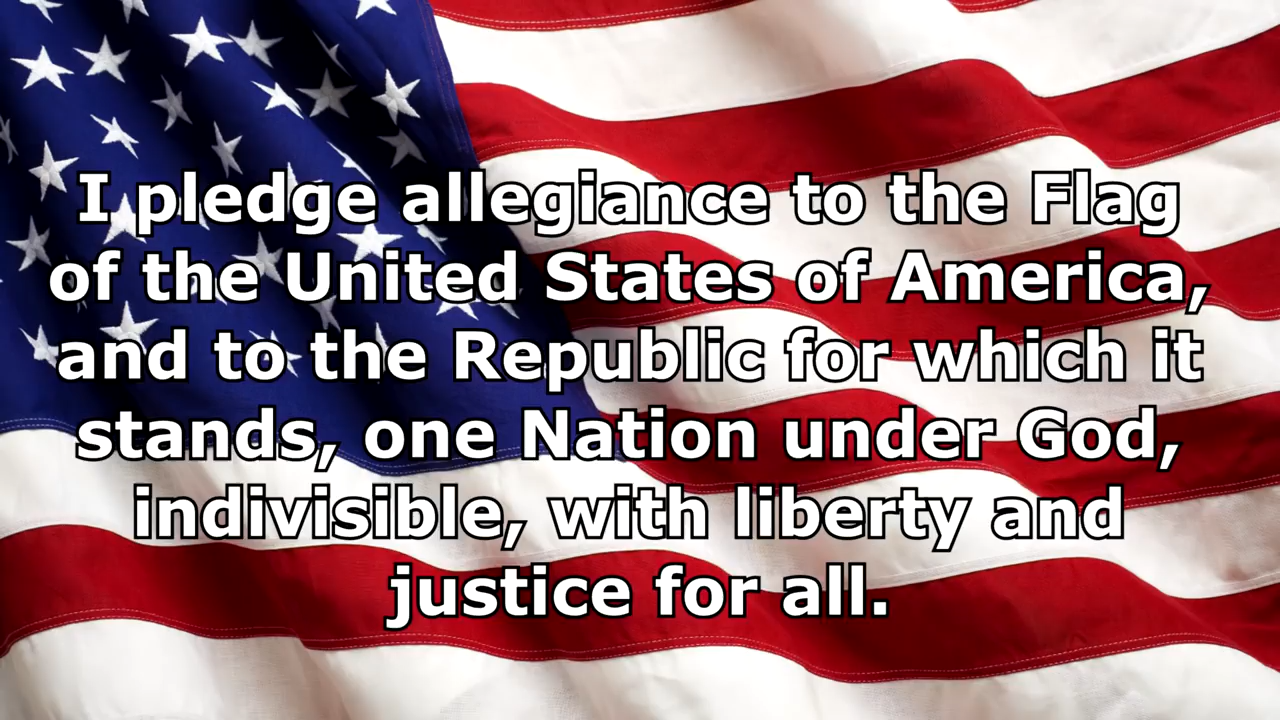 I pledge allegiance to the Flag
of the United States of America,
and to the Republic for which it
stands, one Nation under God,
indivisible, with liberty and
justice for all.